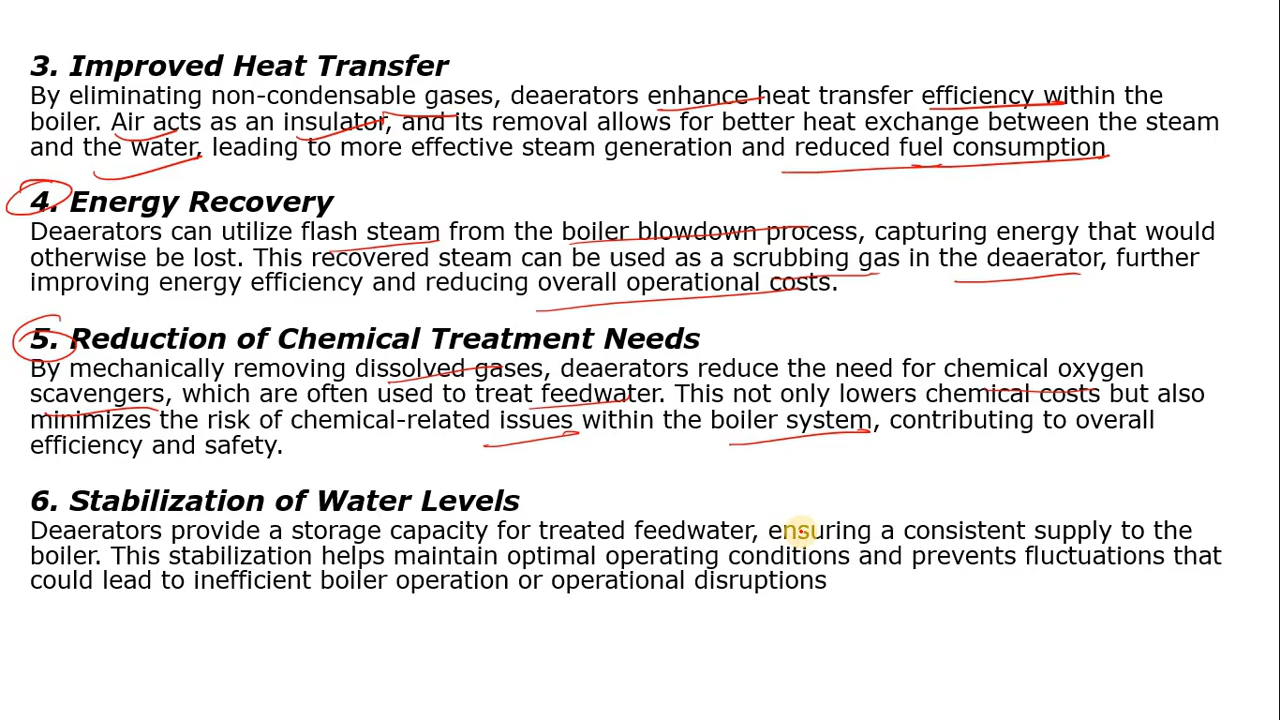 3. Improved Heat Transfer
By eliminating non-condensable gases, deaerators enhance heat transfer efficiency within the
boiler. Air acts as an insulator, and its removal allows for better heat exchange between the steam
and the water, leading to more effective steam generation and reduced fuel consumption
4. Energy Recovery
Deaerators can utilize flash steam from the boiler blowdown process, capturing energy that would
otherwise be lost. This recovered steam can be used as a scrubbing gas in the deaerator, further
improving energy efficiency and reducing overall operational costs.
5. Reduction of Chemical Treatment Needs
By mechanically removing dissolved gases, deaerators reduce the need for chemical oxygen
scavengers, which are often used to treat feedwater. This not only lowers chemical costs but also
minimizes the risk of chemical-related issues within the boiler system, contributing to overall
efficiency and safety.
6. Stabilization of Water Levels
Deaerators provide a storage capacity for treated feedwater, ensuring a consistent supply to the
boiler. This stabilization helps maintain optimal operating conditions and prevents fluctuations that
could lead to inefficient boiler operation or operational disruptions